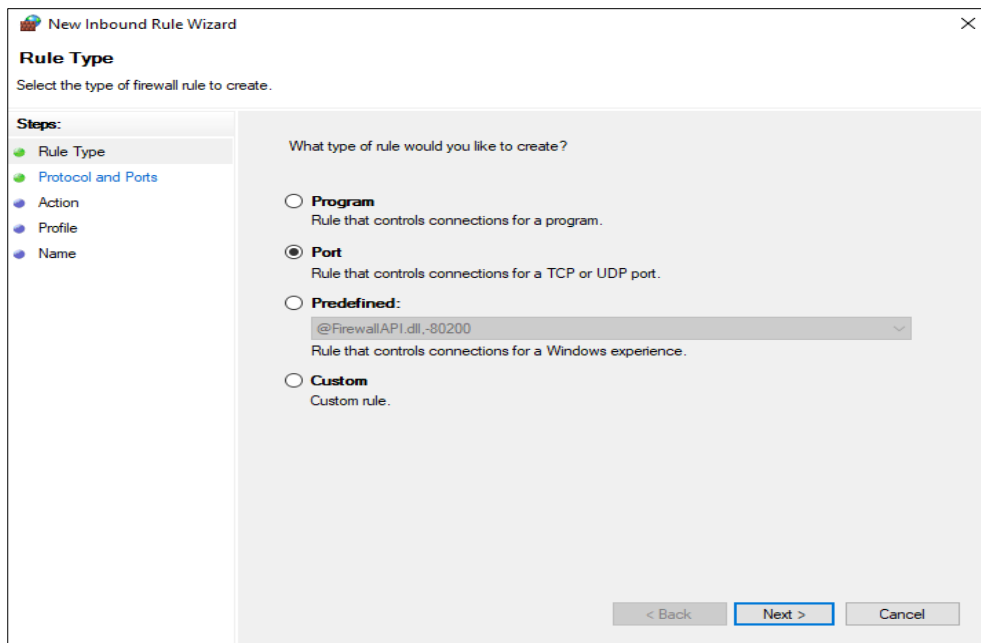 New Inbound Rule Wizard
Rule Type
Select the type of firewall rule to create.
Steps:
Rule Type
Protocol and Ports
Action
Profile
Name
What type of rule would you like to create?
Program
Rule that controls connections for a program.
Port
Rule that controls connections for a TCP or UDP port.
Predefined:
@FirewallAPI.dll,-80200
Rule that controls connections for a Windows experience.
Custom
Custom rule.
< Back
Next >
Cancel